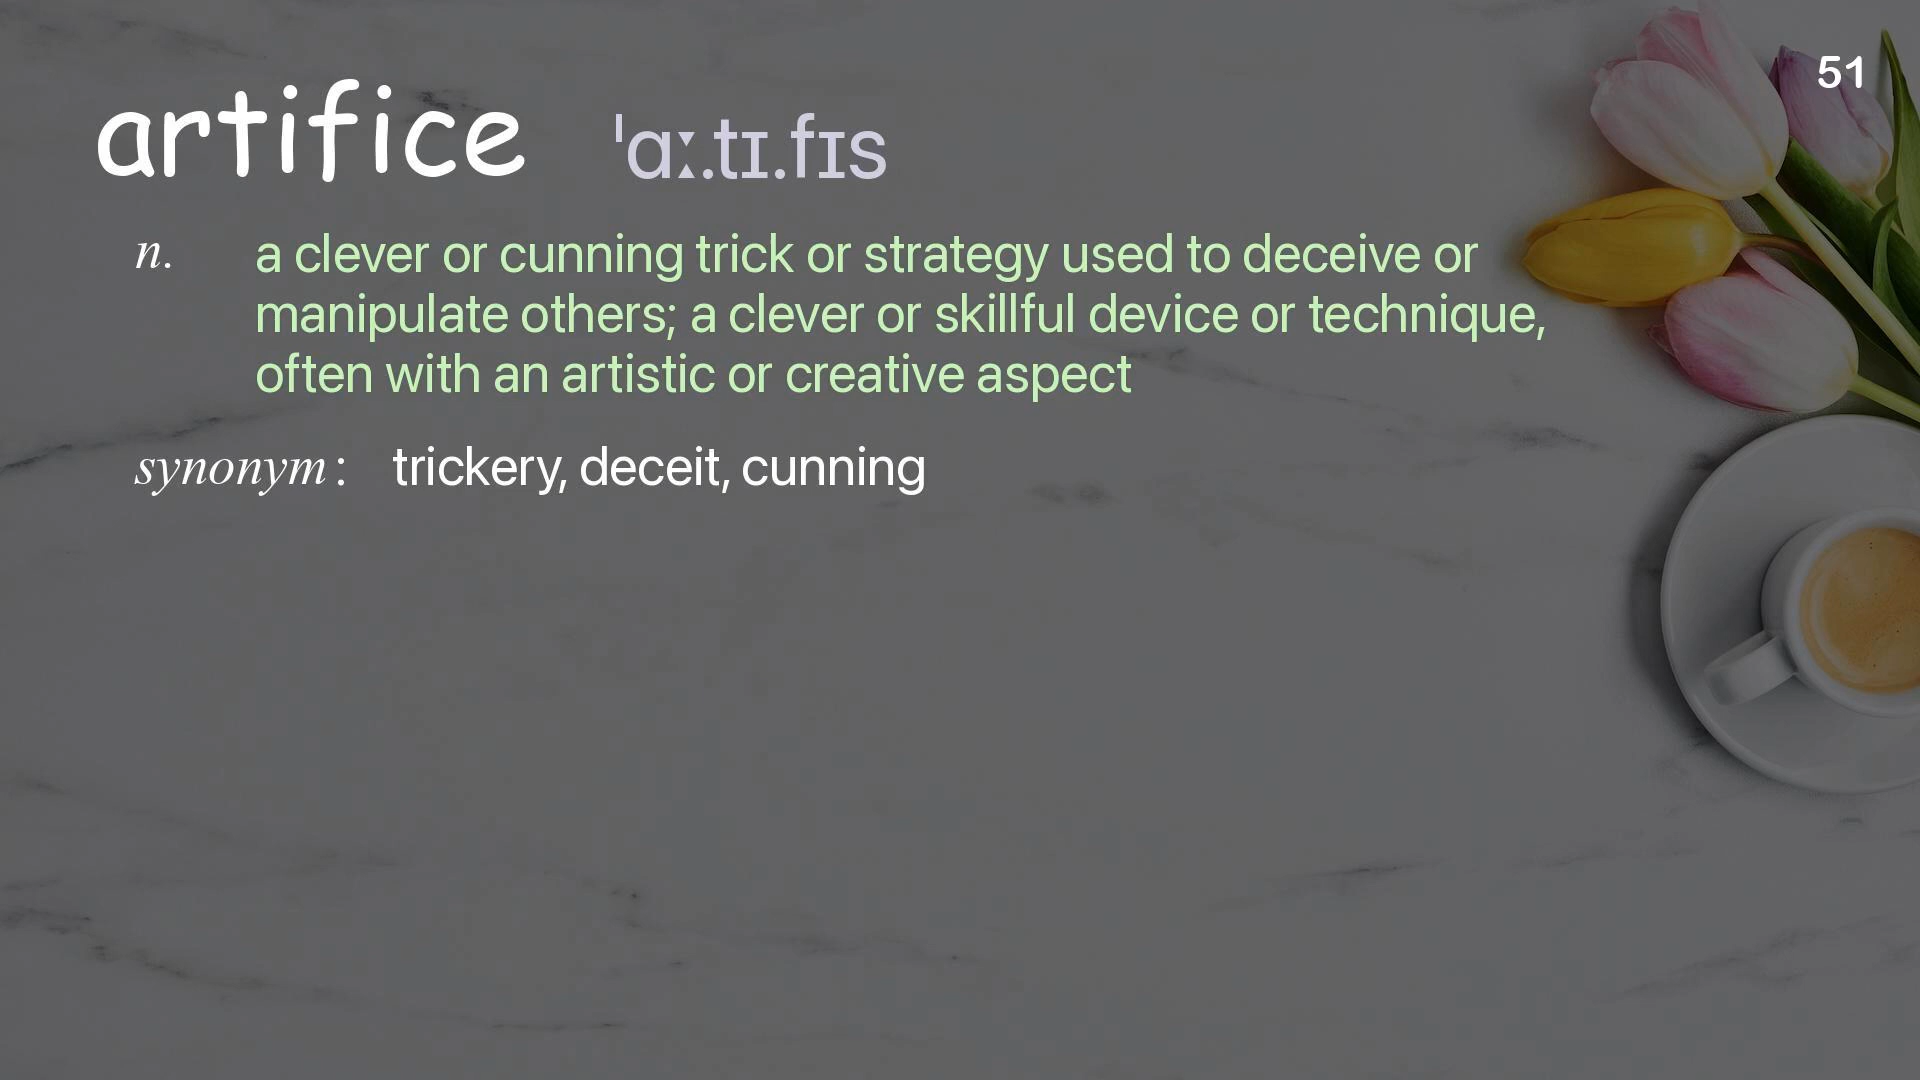 51
artifice ˈɑː.tɪ.fɪs
n. a clever or cunning trick or strategy used to deceive or
manipulate others; a clever or skillful device or technique,
often with an artistic or creative aspect
synonym: trickery, deceit, cunning